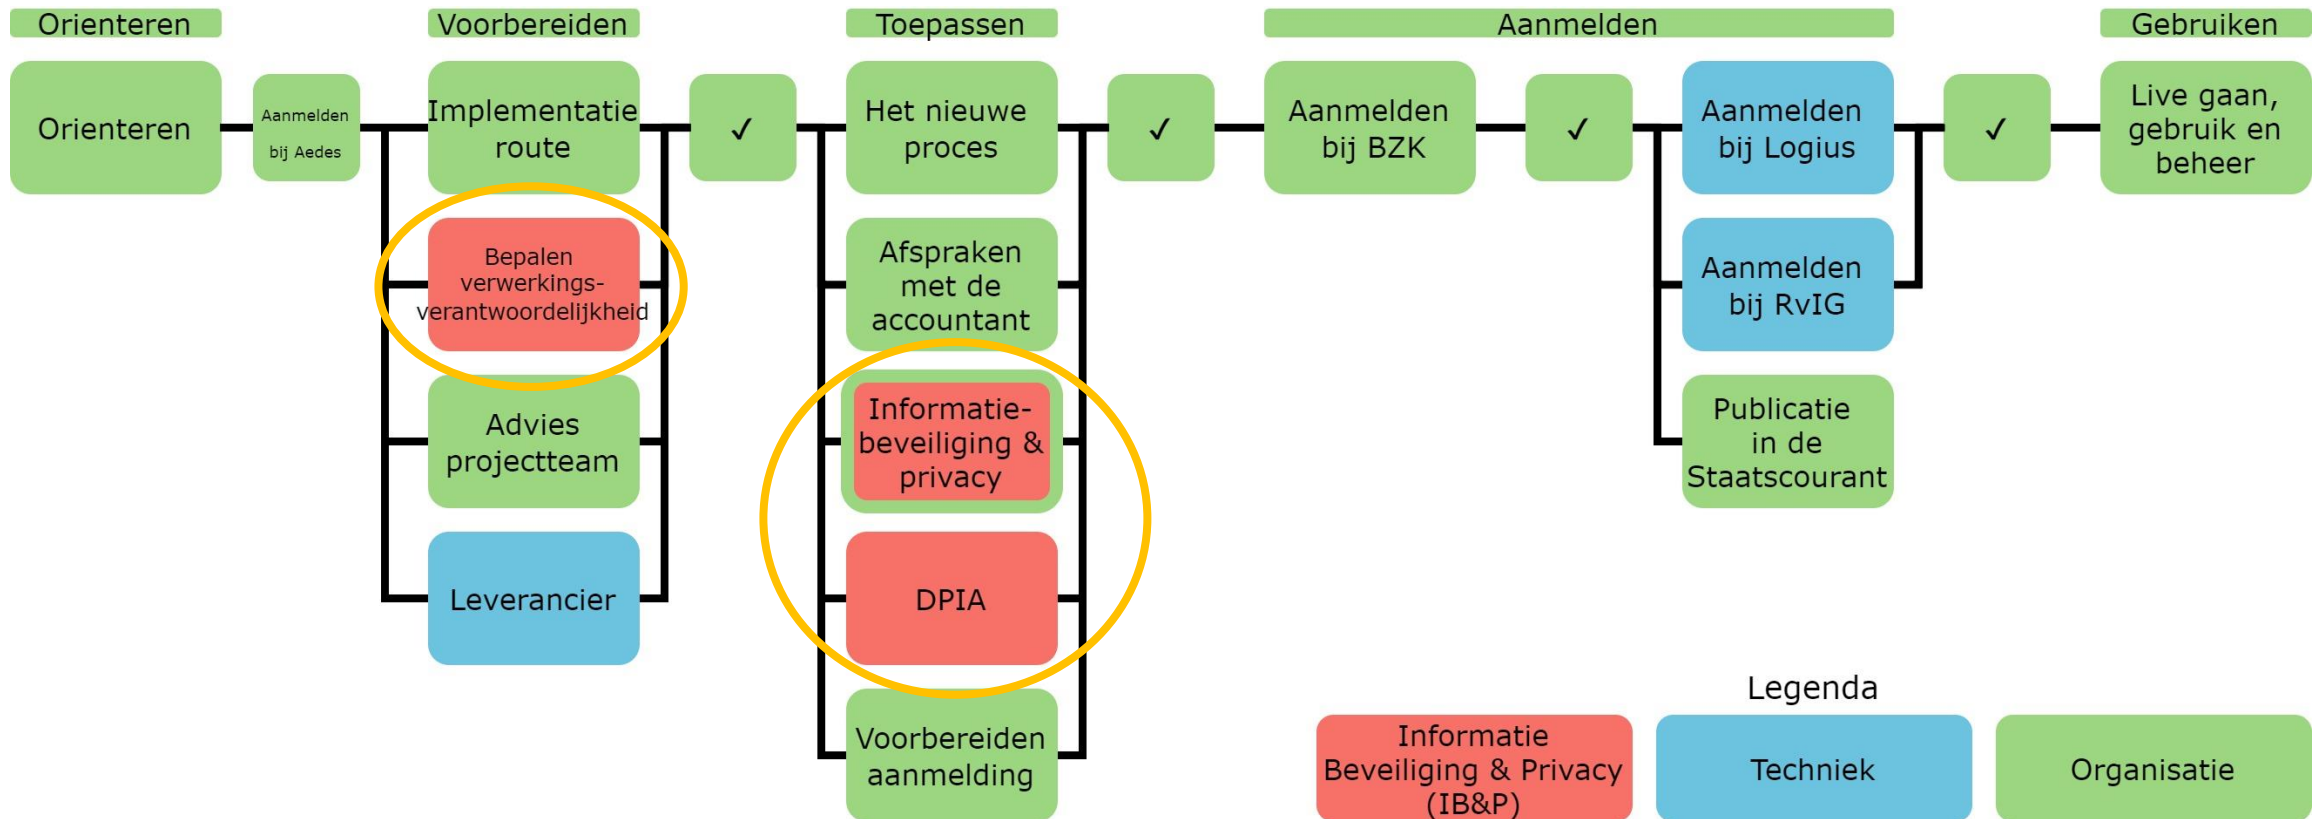 Orienteren
Voorbereiden
Toepassen
Aanmelden
Gebruiken
Orienteren
Aanmelden
bij Aedes
Implementatie
route
✓
Het nieuwe
proces
✓
Aanmelden
bij BZK
✓
Aanmelden
bij Logius
✓
Live gaan,
gebruik en
beheer
Bepalen
verwerkings-
verantwoordelijkheid
Afspraken
met de
accountant
Aanmelden
bij RvIG
Advies
projectteam
Informatie-
beveiliging &
privacy
Publicatie
in de
Staatscourant
Leverancier
DPIA
Voorbereiden
aanmelding
Legenda
Informatie
Beveiliging & Privacy
(IB&P)
Techniek
Organisatie